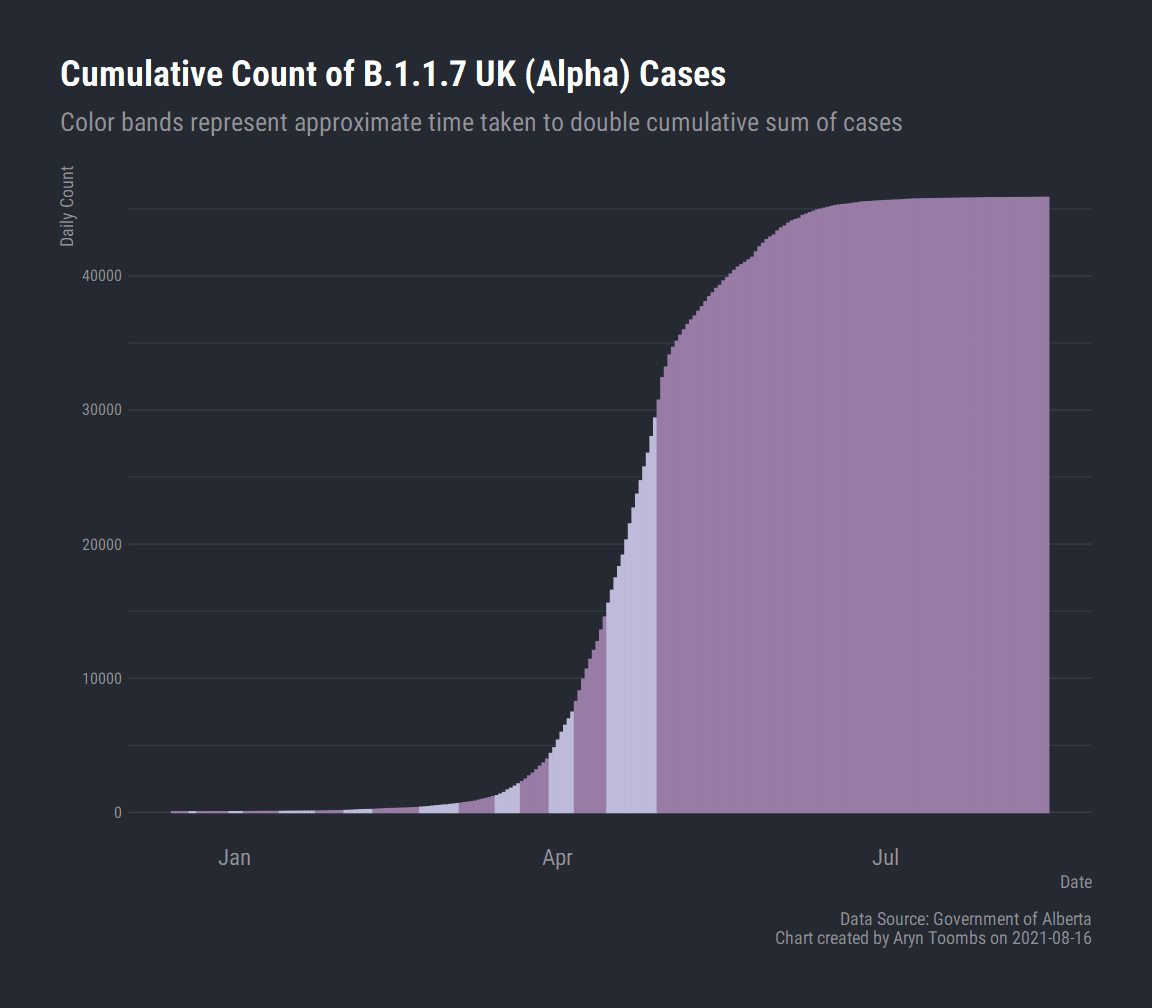 Cumulative Count of B.1.1.7 UK (Alpha) Cases
Color bands represent approximate time taken to double cumulative sum of cases
Daily Count
40000
30000
20000
10000
0
Jan
Apr
Jul
Date
Data Source: Government of Alberta
Chart created by Aryn Toombs on 2021-08-16